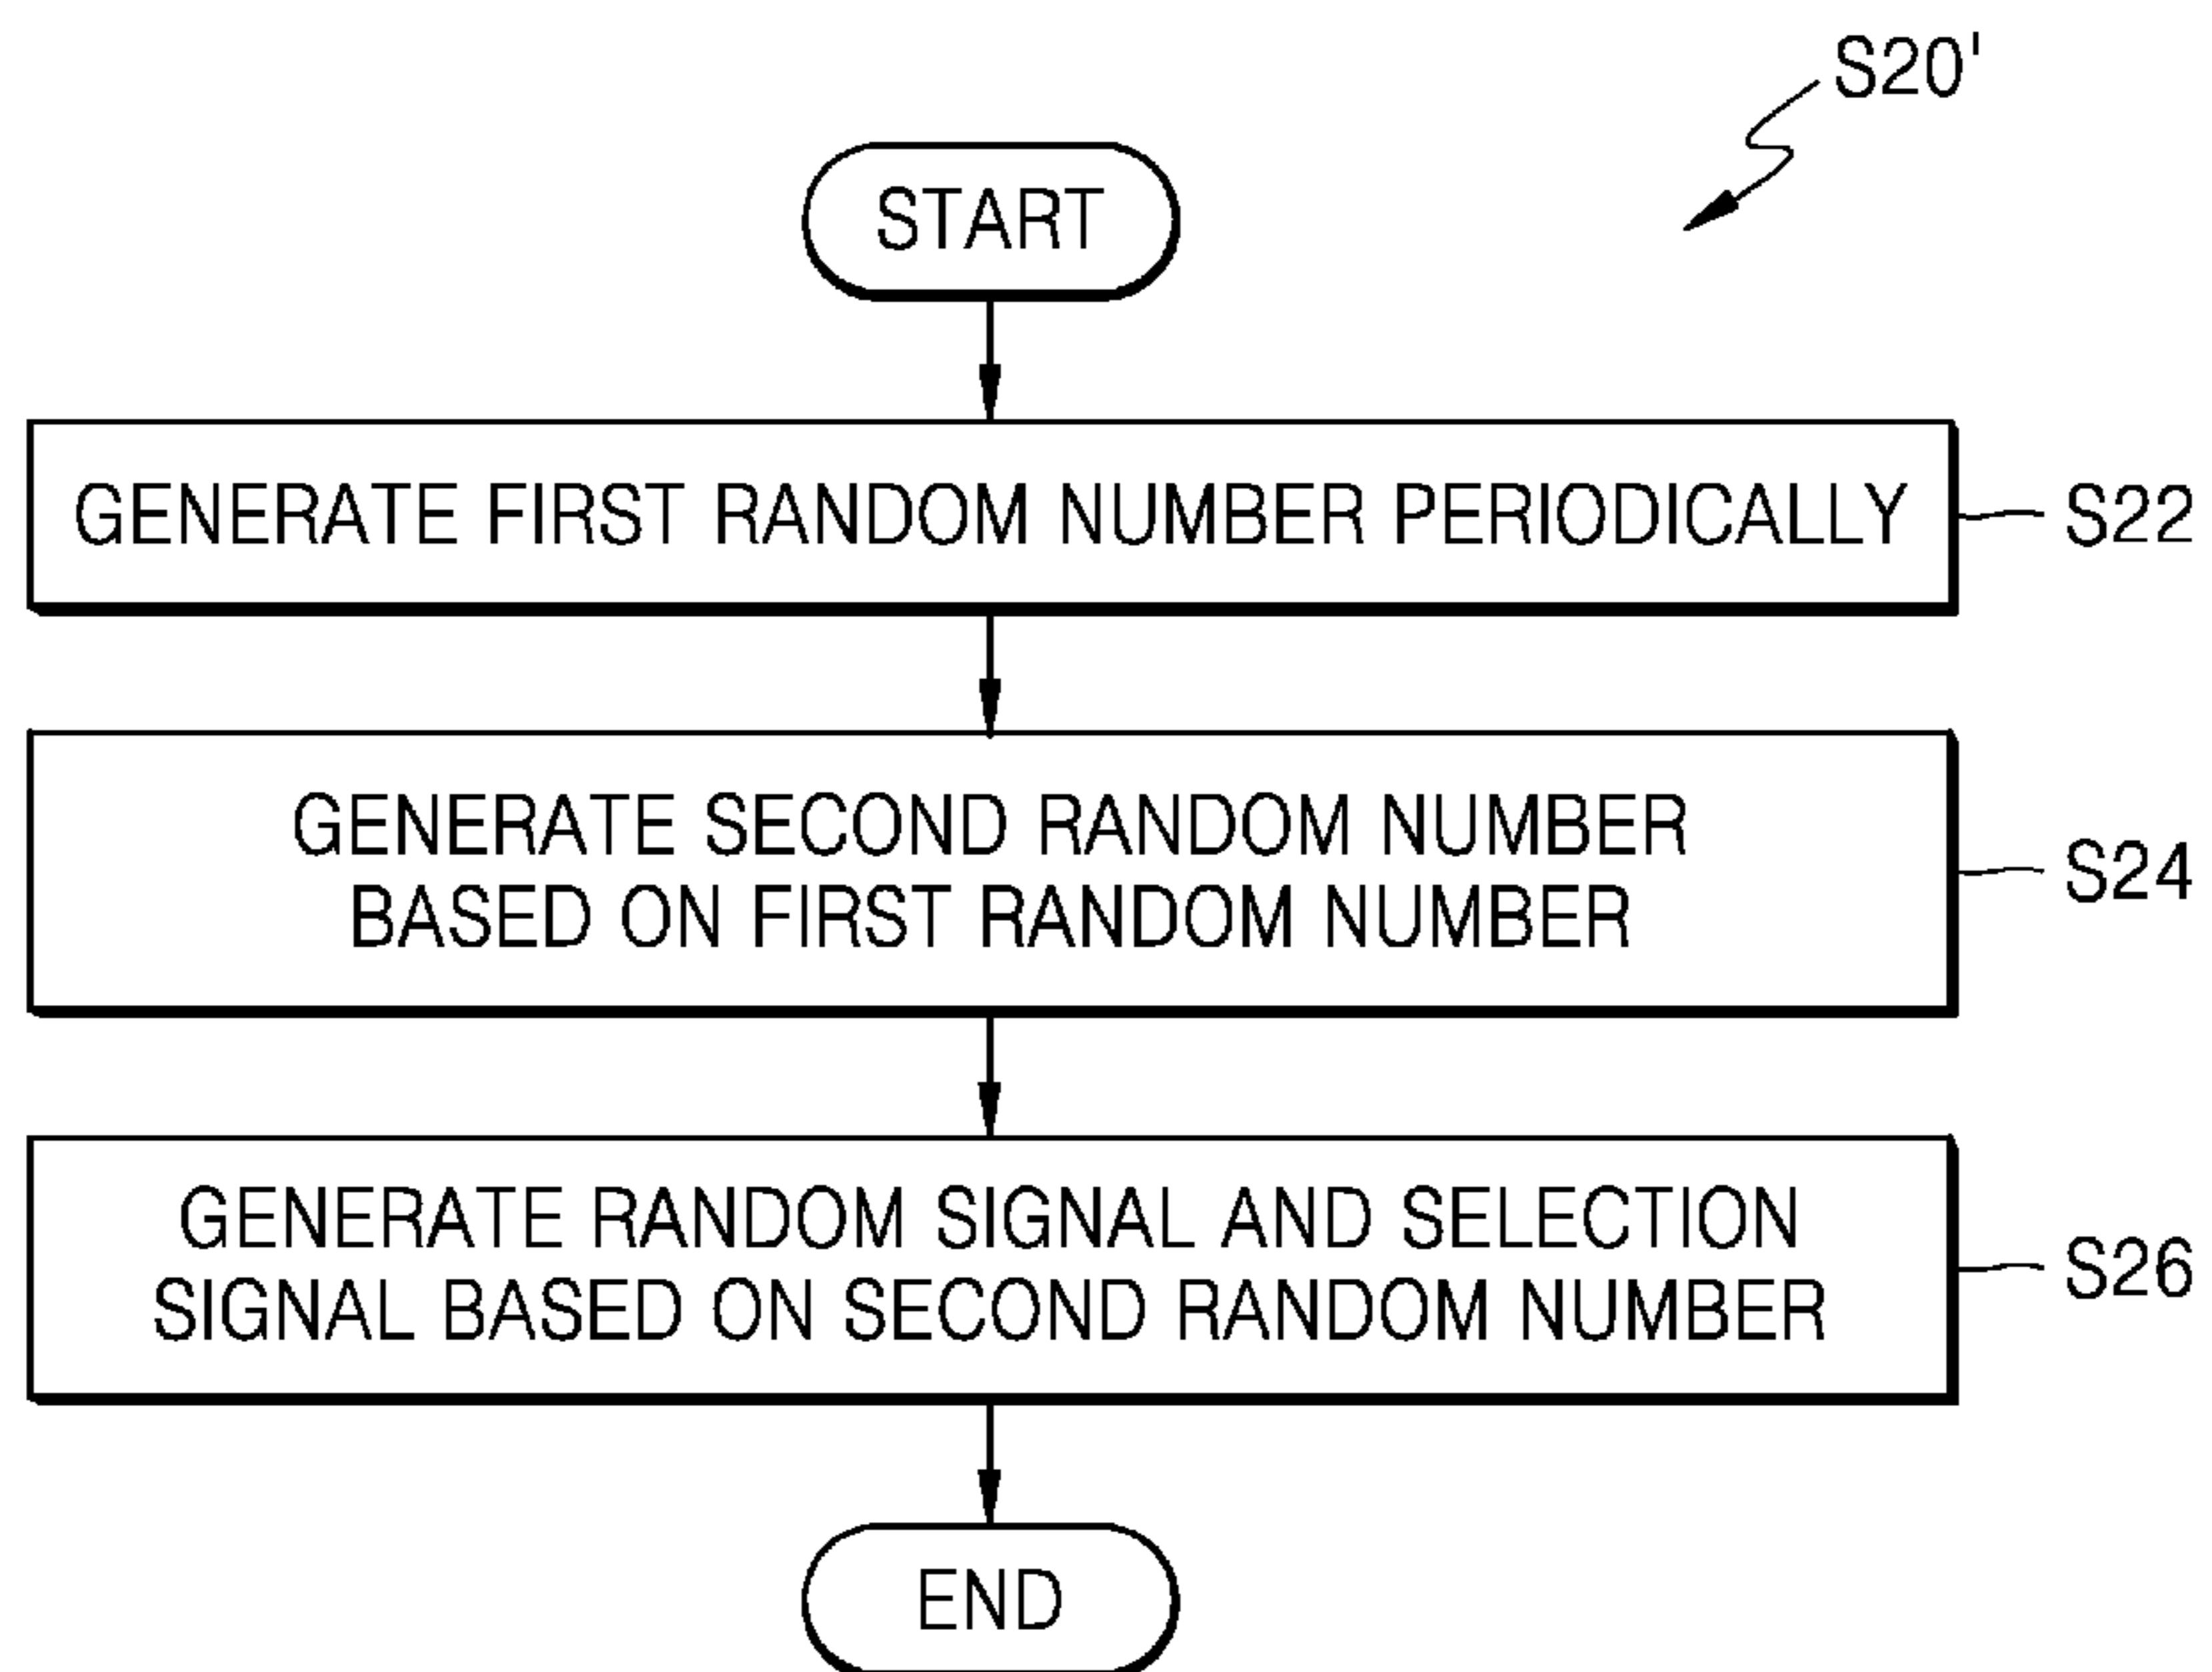 S20'
START
GENERATE FIRST RANDOM NUMBER PERIODICALLY
S22
GENERATE SECOND RANDOM NUMBER
BASED ON FIRST RANDOM NUMBER
S24
GENERATE RANDOM SIGNAL AND SELECTION
SIGNAL BASED ON SECOND RANDOM NUMBER
S26
END